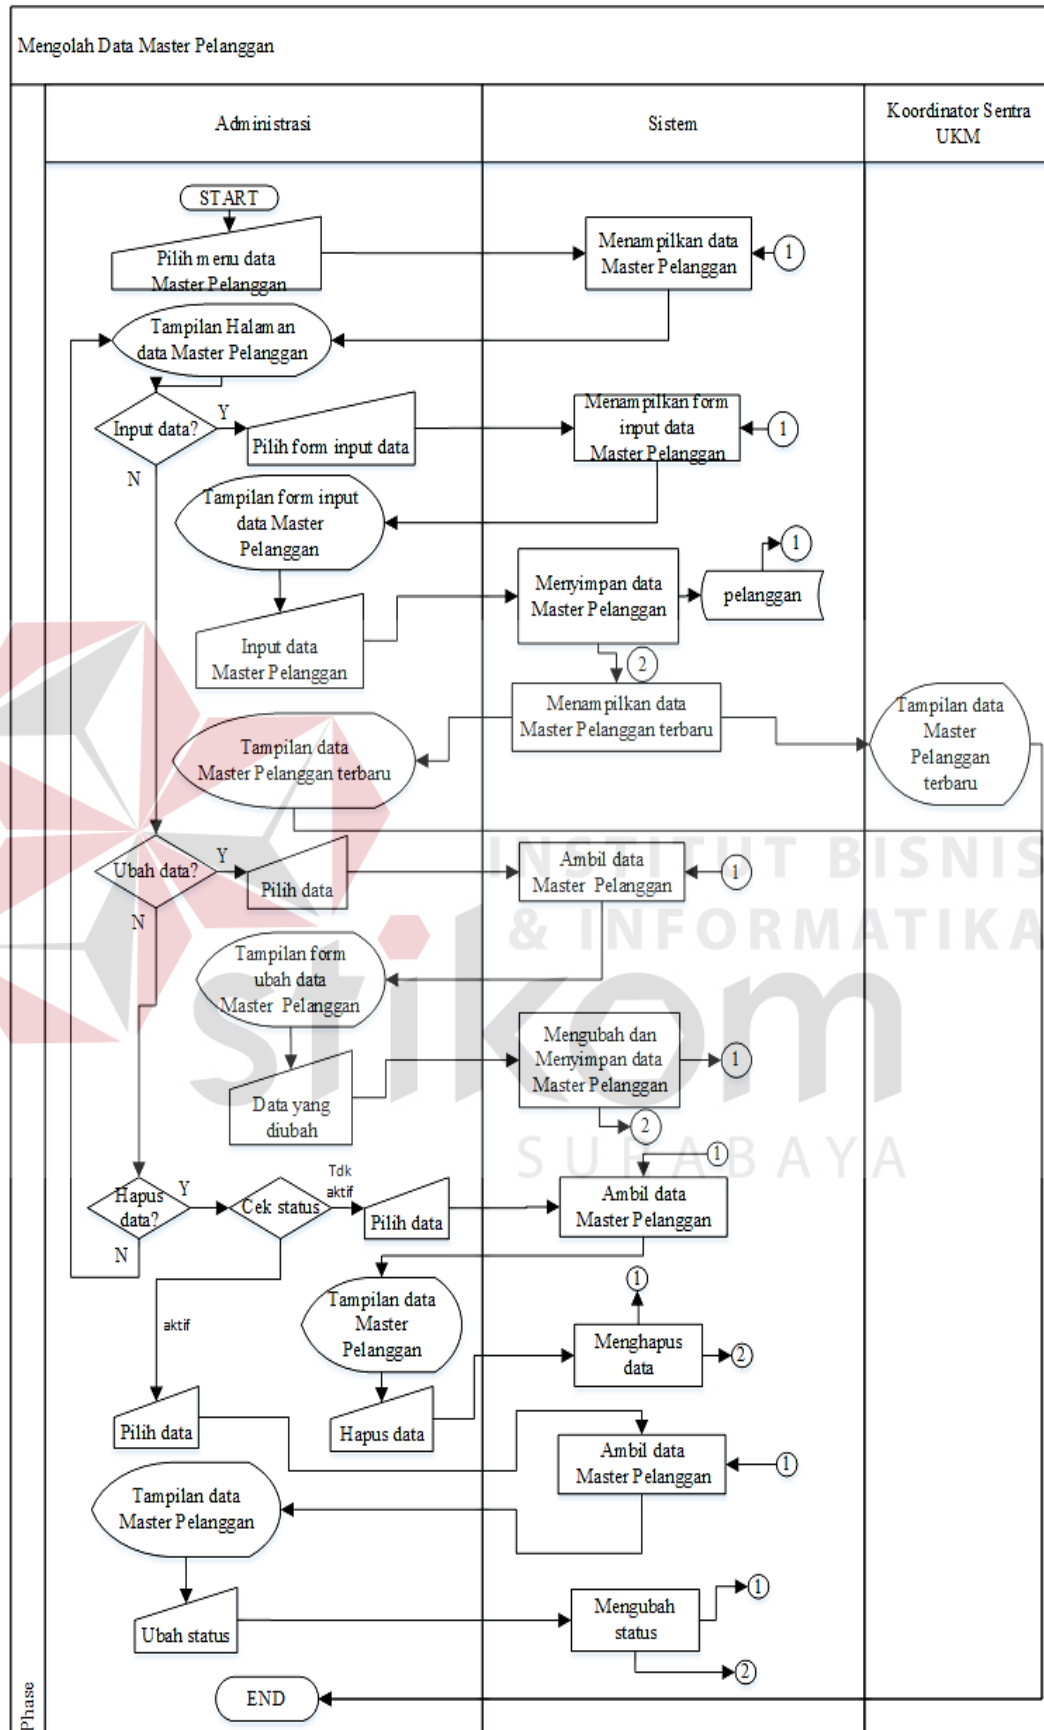 Mengolah Data Master Pelanggan
Administrasi
Sistem
Koordinator Sentra
UKM
START
Pilih menu data
Master Pelanggan
Menampilkan data
Master Pelanggan
1
Tampilan Halaman
data Master Pelanggan
Input data?
Y
N
Pilih form input data
Menampilkan form
input data
Master Pelanggan
1
Tampilan form input
data Master
Pelanggan
Menyimpan data
Master Pelanggan
pelanggan
1
Input data
Master Pelanggan
2
Menampilkan data
Master Pelanggan terbaru
Tampilan data
Master Pelanggan terbaru
Tampilan data
Master
Pelanggan
terbaru
Ubah data?
Y
N
Pilih data
Ambil data
Master Pelanggan
1
INSTITUT BISNIS
& INFORMATIKA
stikom
SURABAYA
Tampilan form
ubah data
Master Pelanggan
Mengubah dan
Menyimpan data
Master Pelanggan
1
2
Data yang
diubah
Hapus
data?
Y
N
Cek status
Tdk
aktif
Pilih data
Ambil data
Master Pelanggan
1
aktif
Tampilan data
Master
Pelanggan
1
Menghapus
data
2
Pilih data
Hapus data
Ambil data
Master Pelanggan
1
Tampilan data
Master Pelanggan
Ubah status
Mengubah
status
1
2
END
Phase